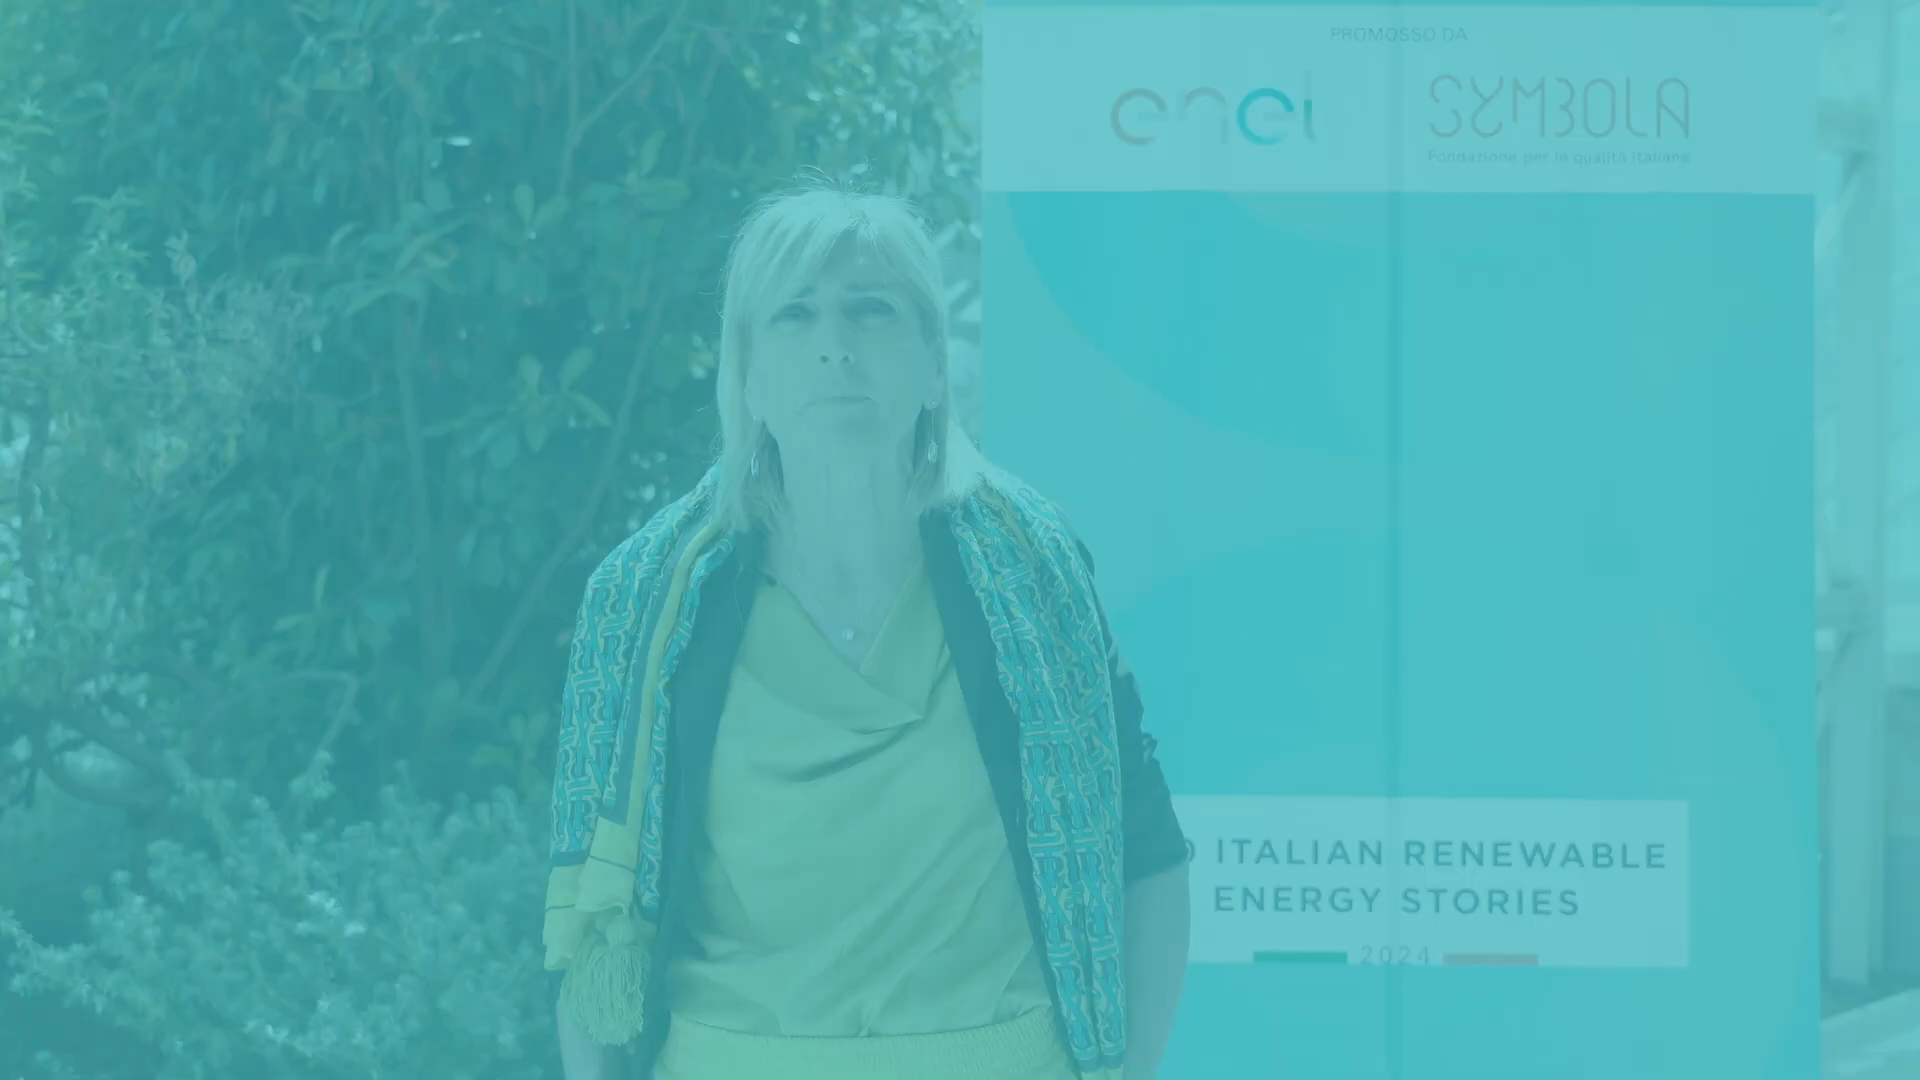 PROMOSSO DA
enel
SYMBOLA
Fondazione per le qualità italiane
ITALIAN RENEWABLE
ENERGY STORIES
2024